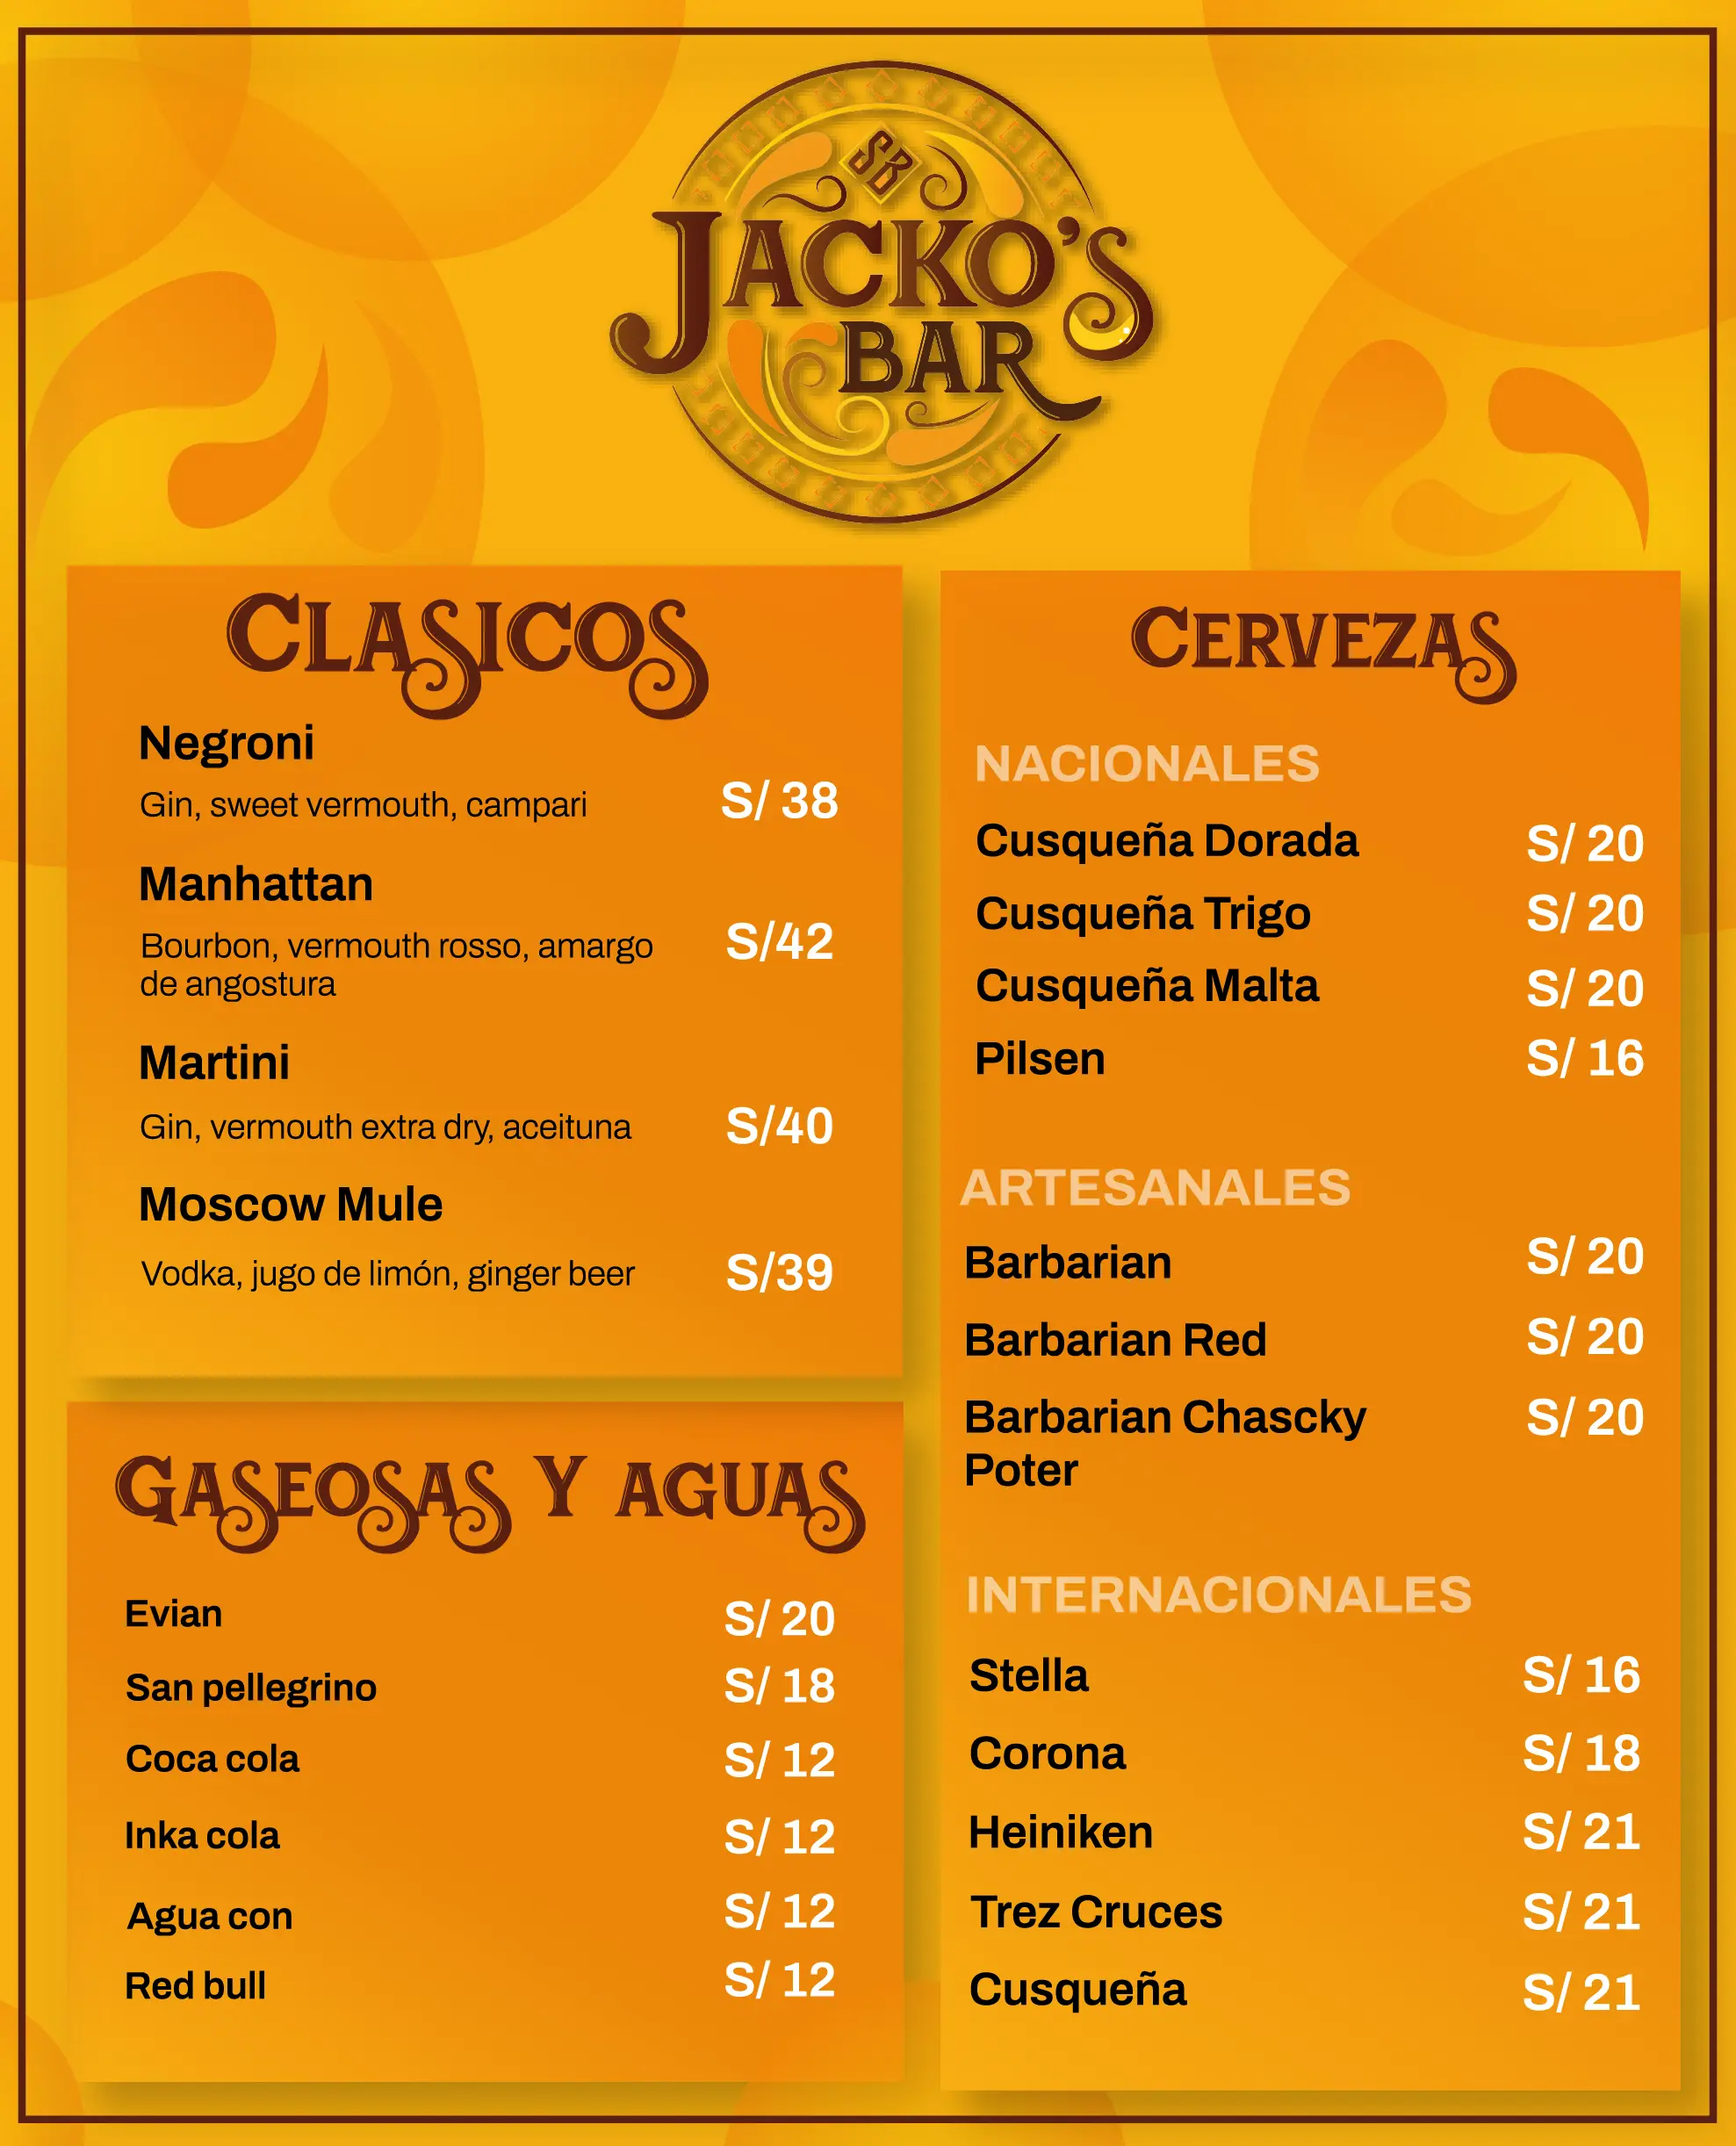 SB
JACKO'S
BAR
CLASICOS
Negroni
Gin, sweet vermouth, campari S/ 38
Manhattan
Bourbon, vermouth rosso, amargo S/42
de angostura
Martini
Gin, vermouth extra dry, aceituna S/40
Moscow Mule
Vodka, jugo de limón, ginger beer S/39
GASEOSAS Y AGUAS
Evian S/ 20
San pellegrino S/ 18
Coca cola S/ 12
Inka cola S/ 12
Agua con S/ 12
Red bull S/ 12
CERVEZAS
NACIONALES
Cusqueña Dorada S/ 20
Cusqueña Trigo S/ 20
Cusqueña Malta S/ 20
Pilsen S/ 16
ARTESANALES
Barbarian S/ 20
Barbarian Red S/ 20
Barbarian Chascky S/ 20
Poter
INTERNACIONALES
Stella S/ 16
Corona S/ 18
Heiniken S/ 21
Trez Cruces S/ 21
Cusqueña S/ 21